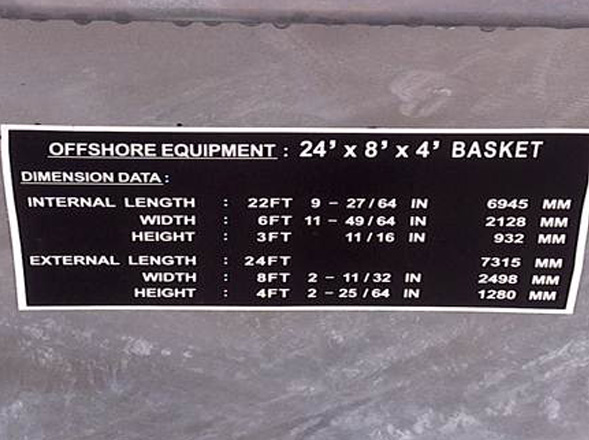 OFFSHORE EQUIPMENT : 24' x 8' x 4' BASKET
DIMENSION DATA :
INTERNAL LENGTH : 22FT 9 - 27/64 IN 6945 MM
WIDTH : 6FT 11 - 49/64 IN 2128 MM
HEIGHT : 3FT 11/16 IN 932 MM
EXTERNAL LENGTH : 24FT 7315 MM
WIDTH : 8FT 2 - 11/32 IN 2498 MM
HEIGHT : 4FT 2 - 25/64 IN 1280 MM